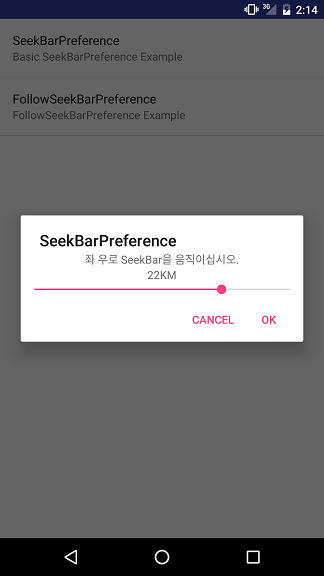 3G 2:14
SeekBarPreference
Basic SeekBarPreference Example
FollowSeekBarPreference
FollowSeekBarPreference Example
SeekBarPreference
좌 우로 SeekBar을 움직이십시오.
22KM
CANCEL OK